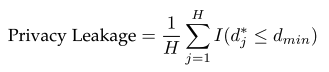 Privacy Leakage = \frac{1}{H} \sum_{j=1}^{H} I(d_j^* \leq d_{min})